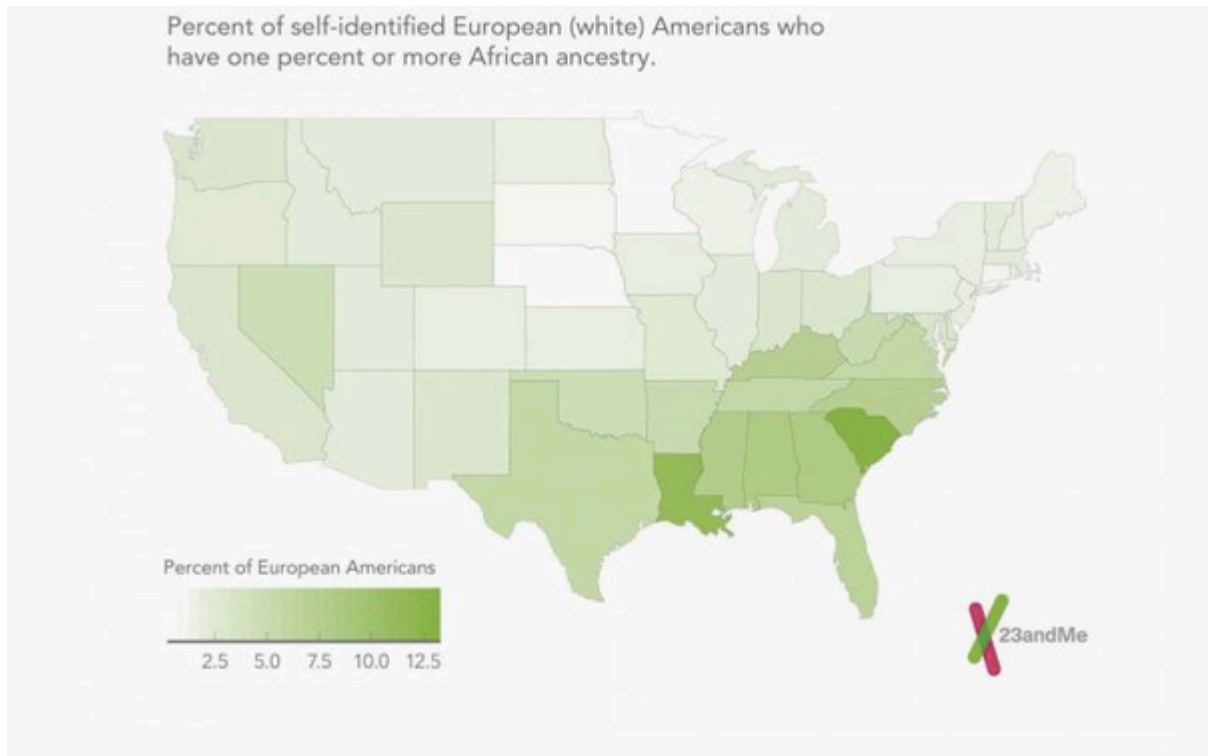 Percent of self-identified European (white) Americans who
have one percent or more African ancestry.
Percent of European Americans
2.5 5.0 7.5 10.0 12.5
23andMe